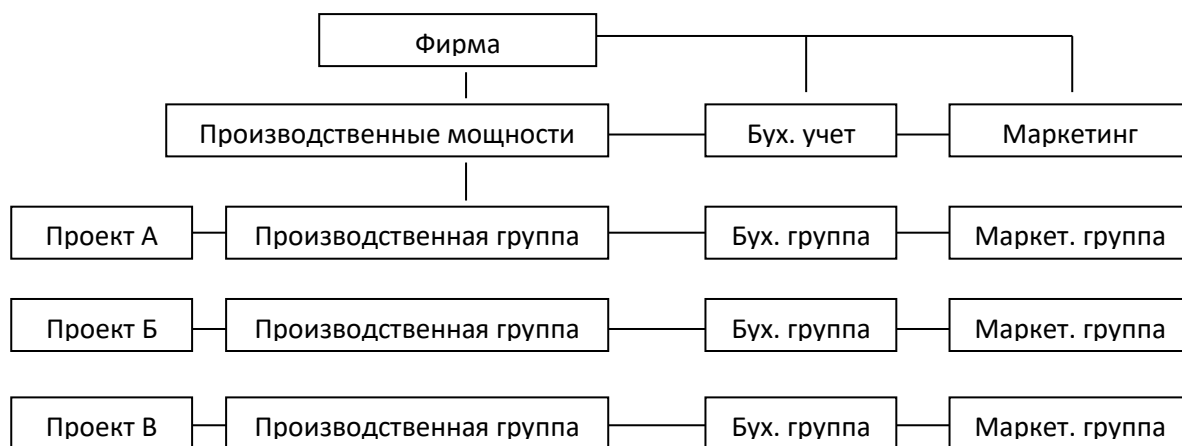 Фирма
Производственные мощности
Бух. учет
Маркетинг
Проект А
Производственная группа
Бух. группа
Маркет. группа
Проект Б
Производственная группа
Бух. группа
Маркет. группа
Проект В
Производственная группа
Бух. группа
Маркет. группа